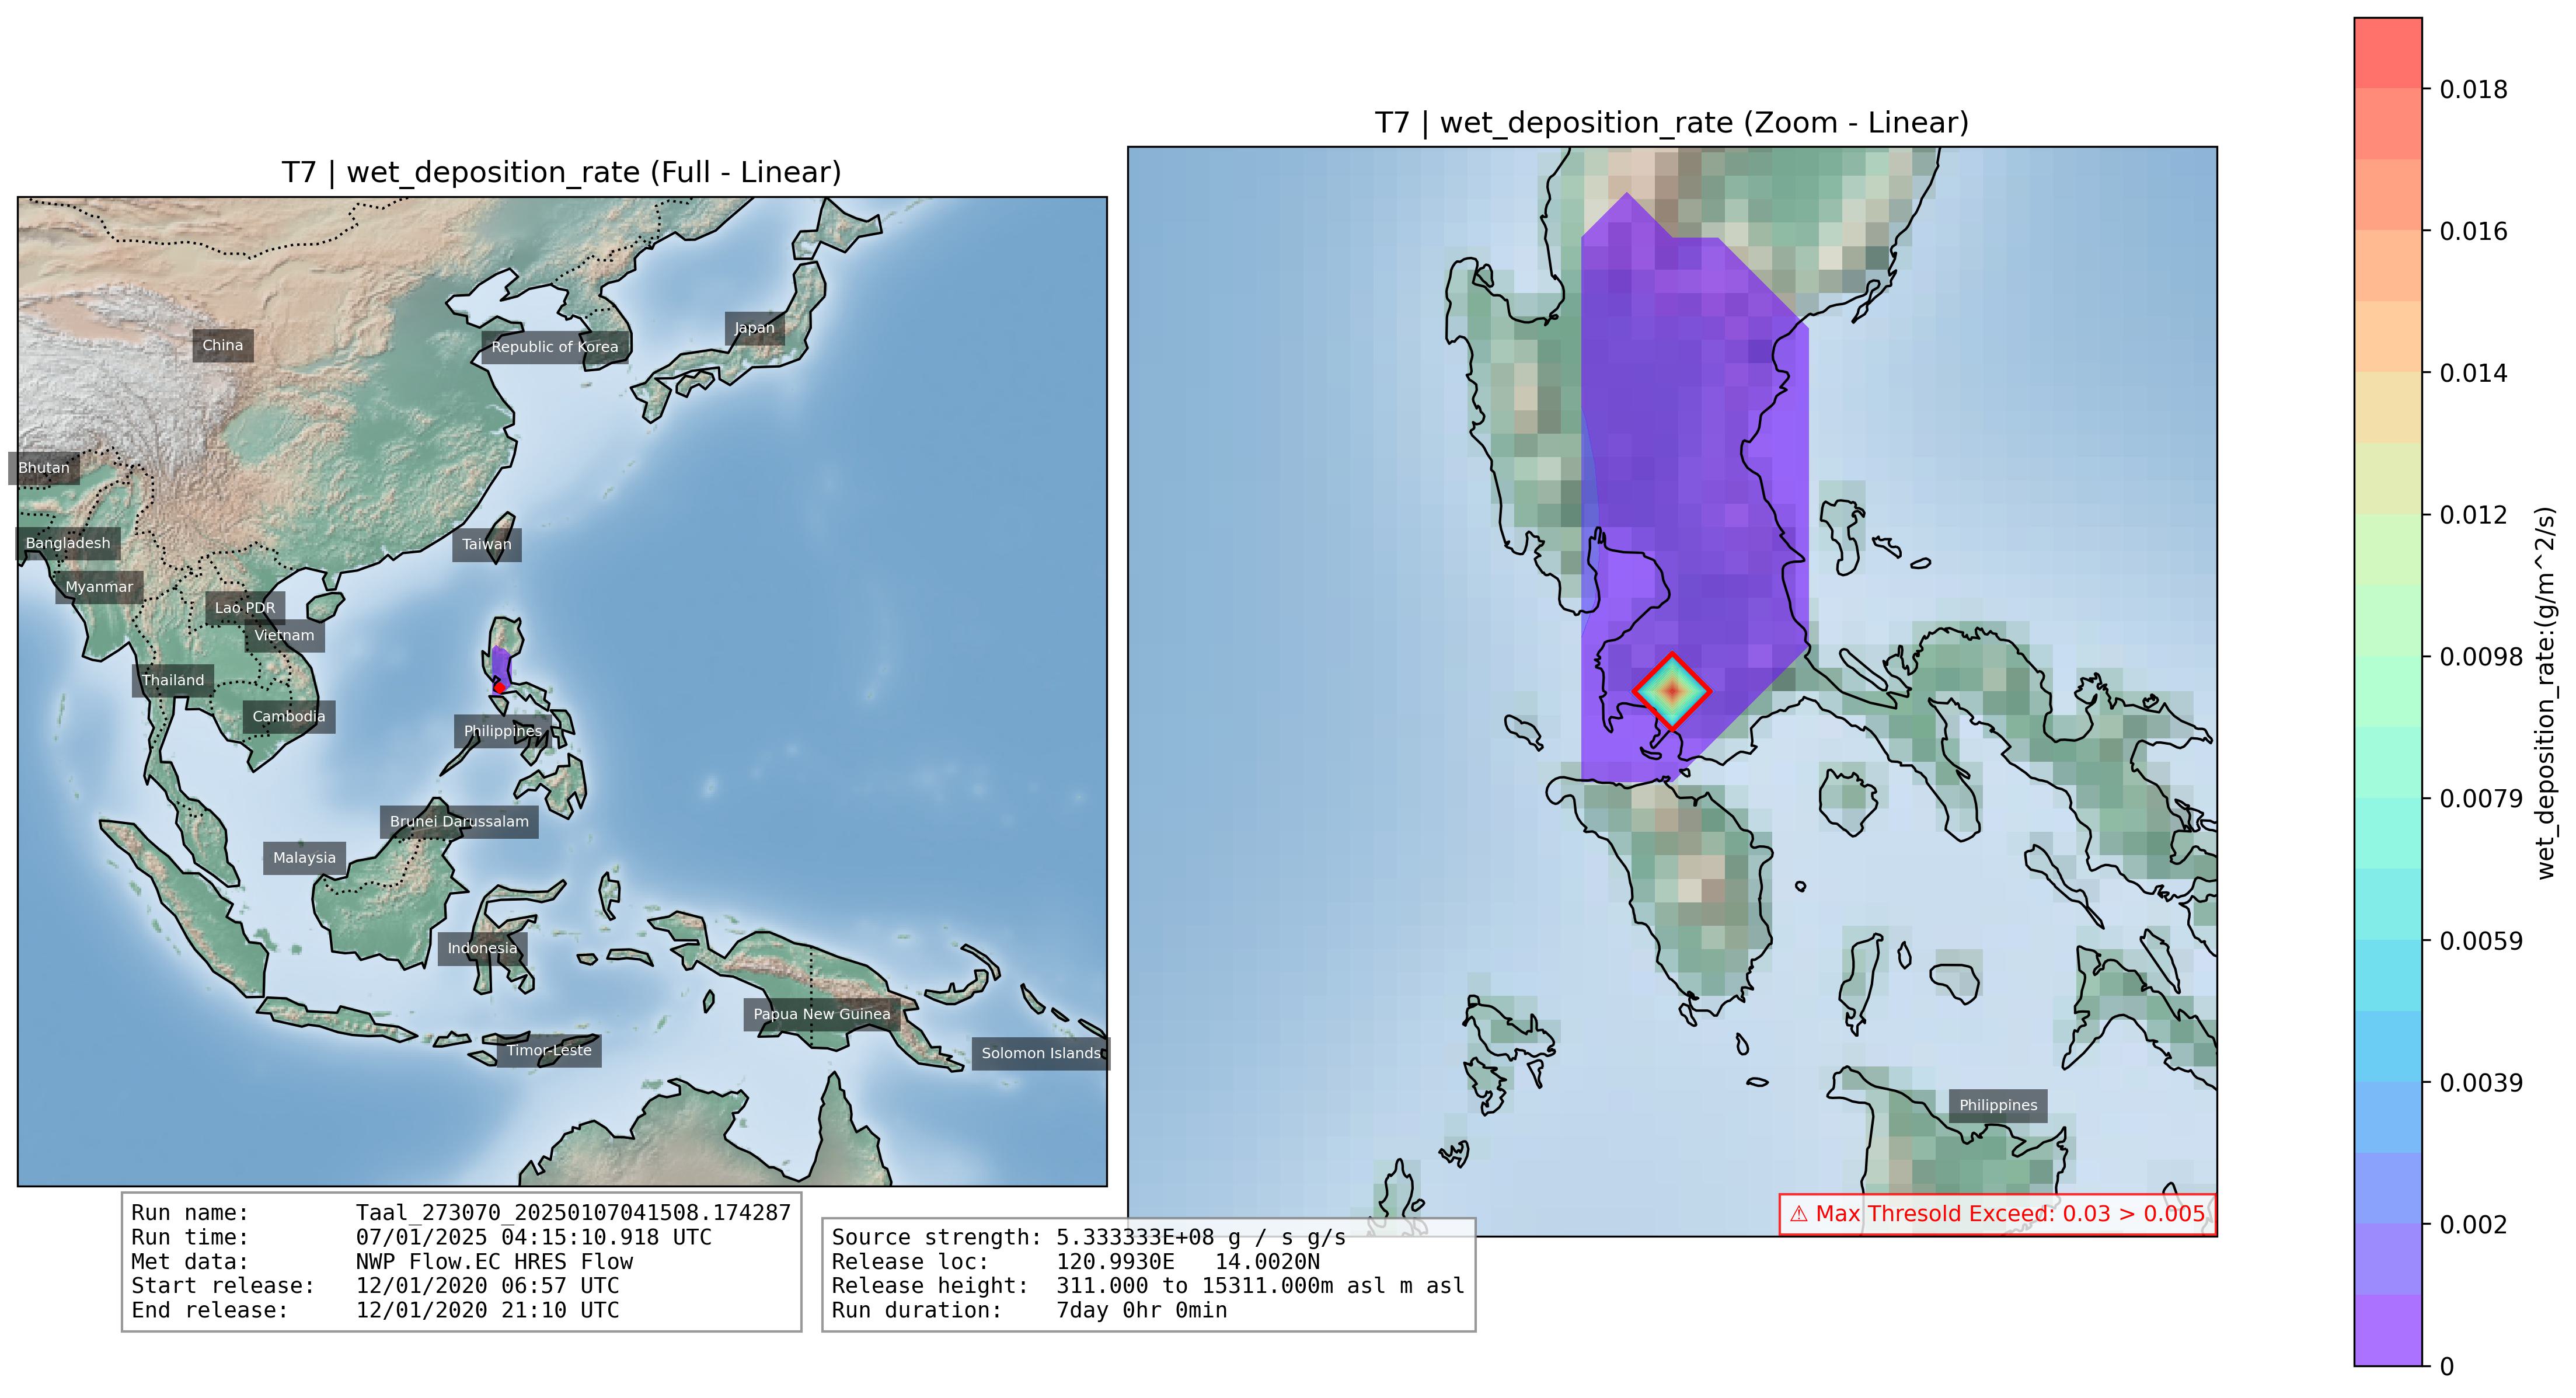 T7 | wet_deposition_rate (Full - Linear)
China
Republic of Korea
Japan
Bhutan
Bangladesh
Taiwan
Myanmar
Lao PDR
Vietnam
Thailand
Cambodia
Philippines
Brunei Darussalam
Malaysia
Indonesia
Papua New Guinea
Timor-Leste
Solomon Islands
T7 | wet_deposition_rate (Zoom - Linear)
Philippines
⚠ Max Thresold Exceed: 0.03 > 0.005
0.018
0.016
0.014
0.012
0.0098
0.0079
0.0059
0.0039
0.002
0
wet_deposition_rate:(g/m^2/s)
Run name: Taal_273070_20250107041508.174287
Run time: 07/01/2025 04:15:10.918 UTC
Met data: NWP Flow.EC HRES Flow
Start release: 12/01/2020 06:57 UTC
End release: 12/01/2020 21:10 UTC
Source strength: 5.333333E+08 g / s g/s
Release loc: 120.9930E 14.0020N
Release height: 311.000 to 15311.000m asl m asl
Run duration: 7day 0hr 0min